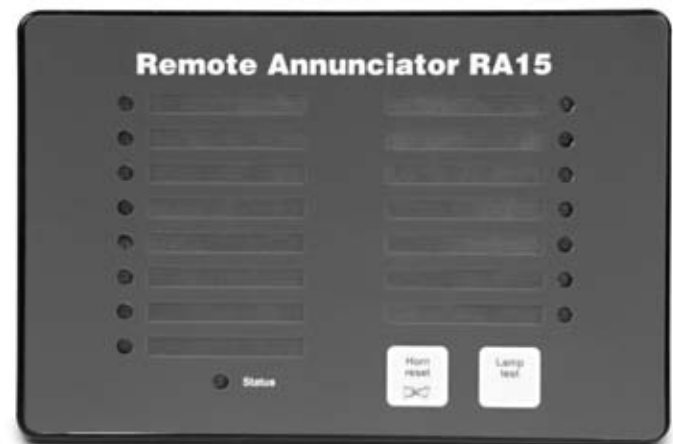 Remote Annunciator RA15
Status
Horn
reset
Lamp
test